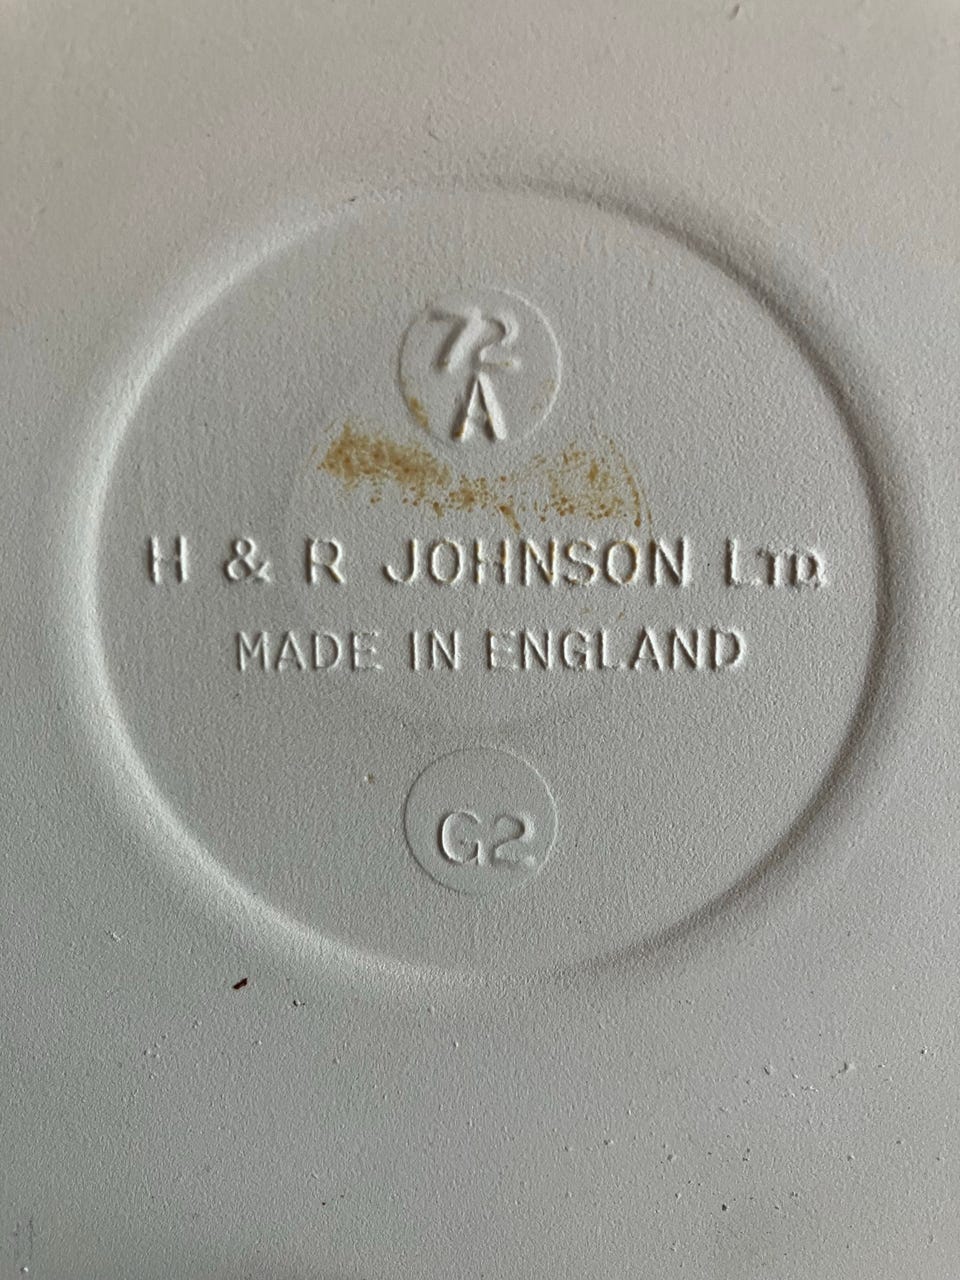 72
A
H & R JOHNSON LTD.
MADE IN ENGLAND
G2